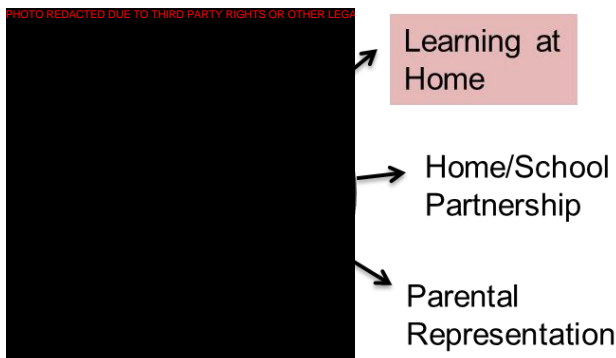 PHOTO REDACTED DUE TO THIRD PARTY RIGHTS OR OTHER LEGA
Learning at
Home
Home/School
Partnership
Parental
Representation